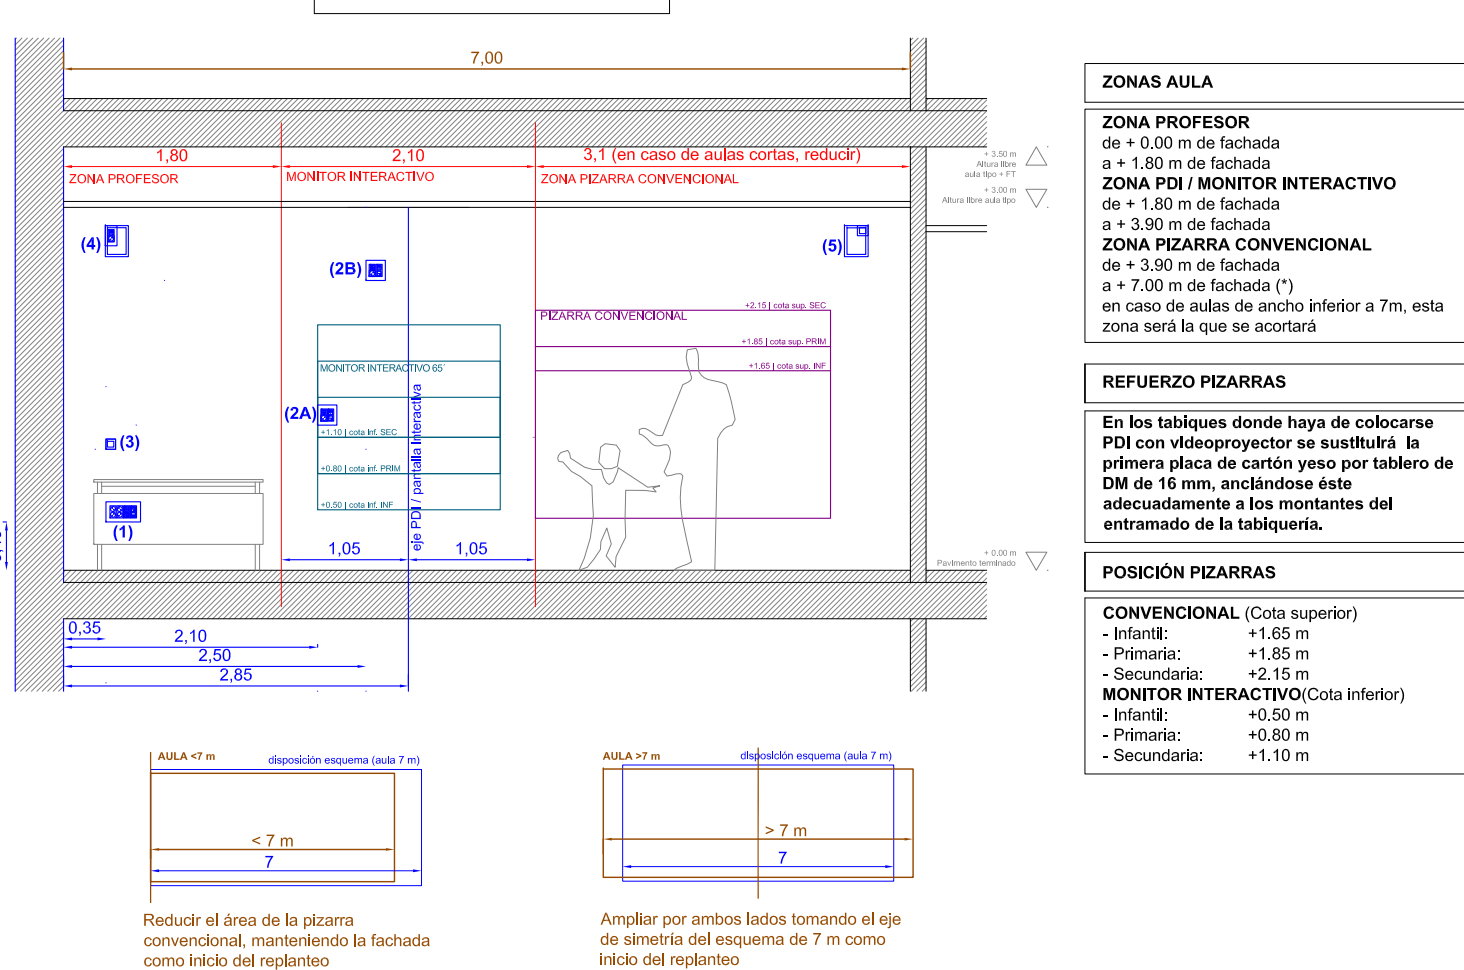 7,00
1,80
2,10
3,1 (en caso de aulas cortas, reducir)
ZONA PROFESOR
MONITOR INTERACTIVO
ZONA PIZARRA CONVENCIONAL
+ 3.50 m
Altura libre
aula tipo + FT
+ 3.00 m
Altura libre aula tipo
(4)
(2B)
(5)
+2.15 | cota sup. SEC
PIZARRA CONVENCIONAL
+1.85 | cota sup. PRIM
+1.65 | cota sup. INF
MONITOR INTERACTIVO 65´
eje PDI / pantalla Interactiva
(2A)
+1.10 | cota Inf. SEC
(3)
+0.80 | cota inf. PRIM
+0.50 | cota Inf. INF
(1)
1,05
1,05
+ 0.00 m
Pavimento terminado
0,35
2,10
2,50
2,85
AULA <7 m
disposición esquema (aula 7 m)
< 7 m
7
Reducir el área de la pizarra
convencional, manteniendo la fachada
como inicio del replanteo
AULA >7 m
disposición esquema (aula 7 m)
> 7 m
7
Ampliar por ambos lados tomando el eje
de simetría del esquema de 7 m como
inicio del replanteo
ZONAS AULA
ZONA PROFESOR
de + 0.00 m de fachada
a + 1.80 m de fachada
ZONA PDI / MONITOR INTERACTIVO
de + 1.80 m de fachada
a + 3.90 m de fachada
ZONA PIZARRA CONVENCIONAL
de + 3.90 m de fachada
a + 7.00 m de fachada (*)
en caso de aulas de ancho inferior a 7m, esta
zona será la que se acortará
REFUERZO PIZARRAS
En los tabiques donde haya de colocarse
PDI con videoproyector se sustituirá la
primera placa de cartón yeso por tablero de
DM de 16 mm, anclándose éste
adecuadamente a los montantes del
entramado de la tabiquería.
POSICIÓN PIZARRAS
CONVENCIONAL (Cota superior)
- Infantil: +1.65 m
- Primaria: +1.85 m
- Secundaria: +2.15 m
MONITOR INTERACTIVO(Cota inferior)
- Infantil: +0.50 m
- Primaria: +0.80 m
- Secundaria: +1.10 m